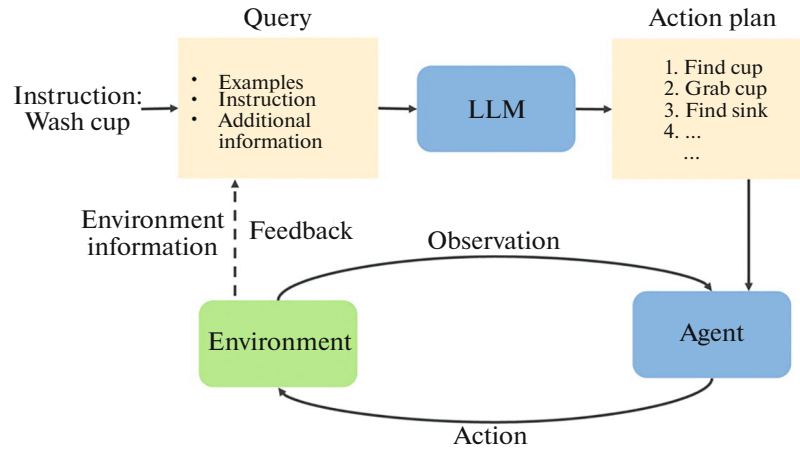 Query
Action plan
Instruction:
Wash cup
• Examples
• Instruction
• Additional
information
LLM
1. Find cup
2. Grab cup
3. Find sink
4. ...
...
Environment
information
Feedback
Observation
Environment
Agent
Action